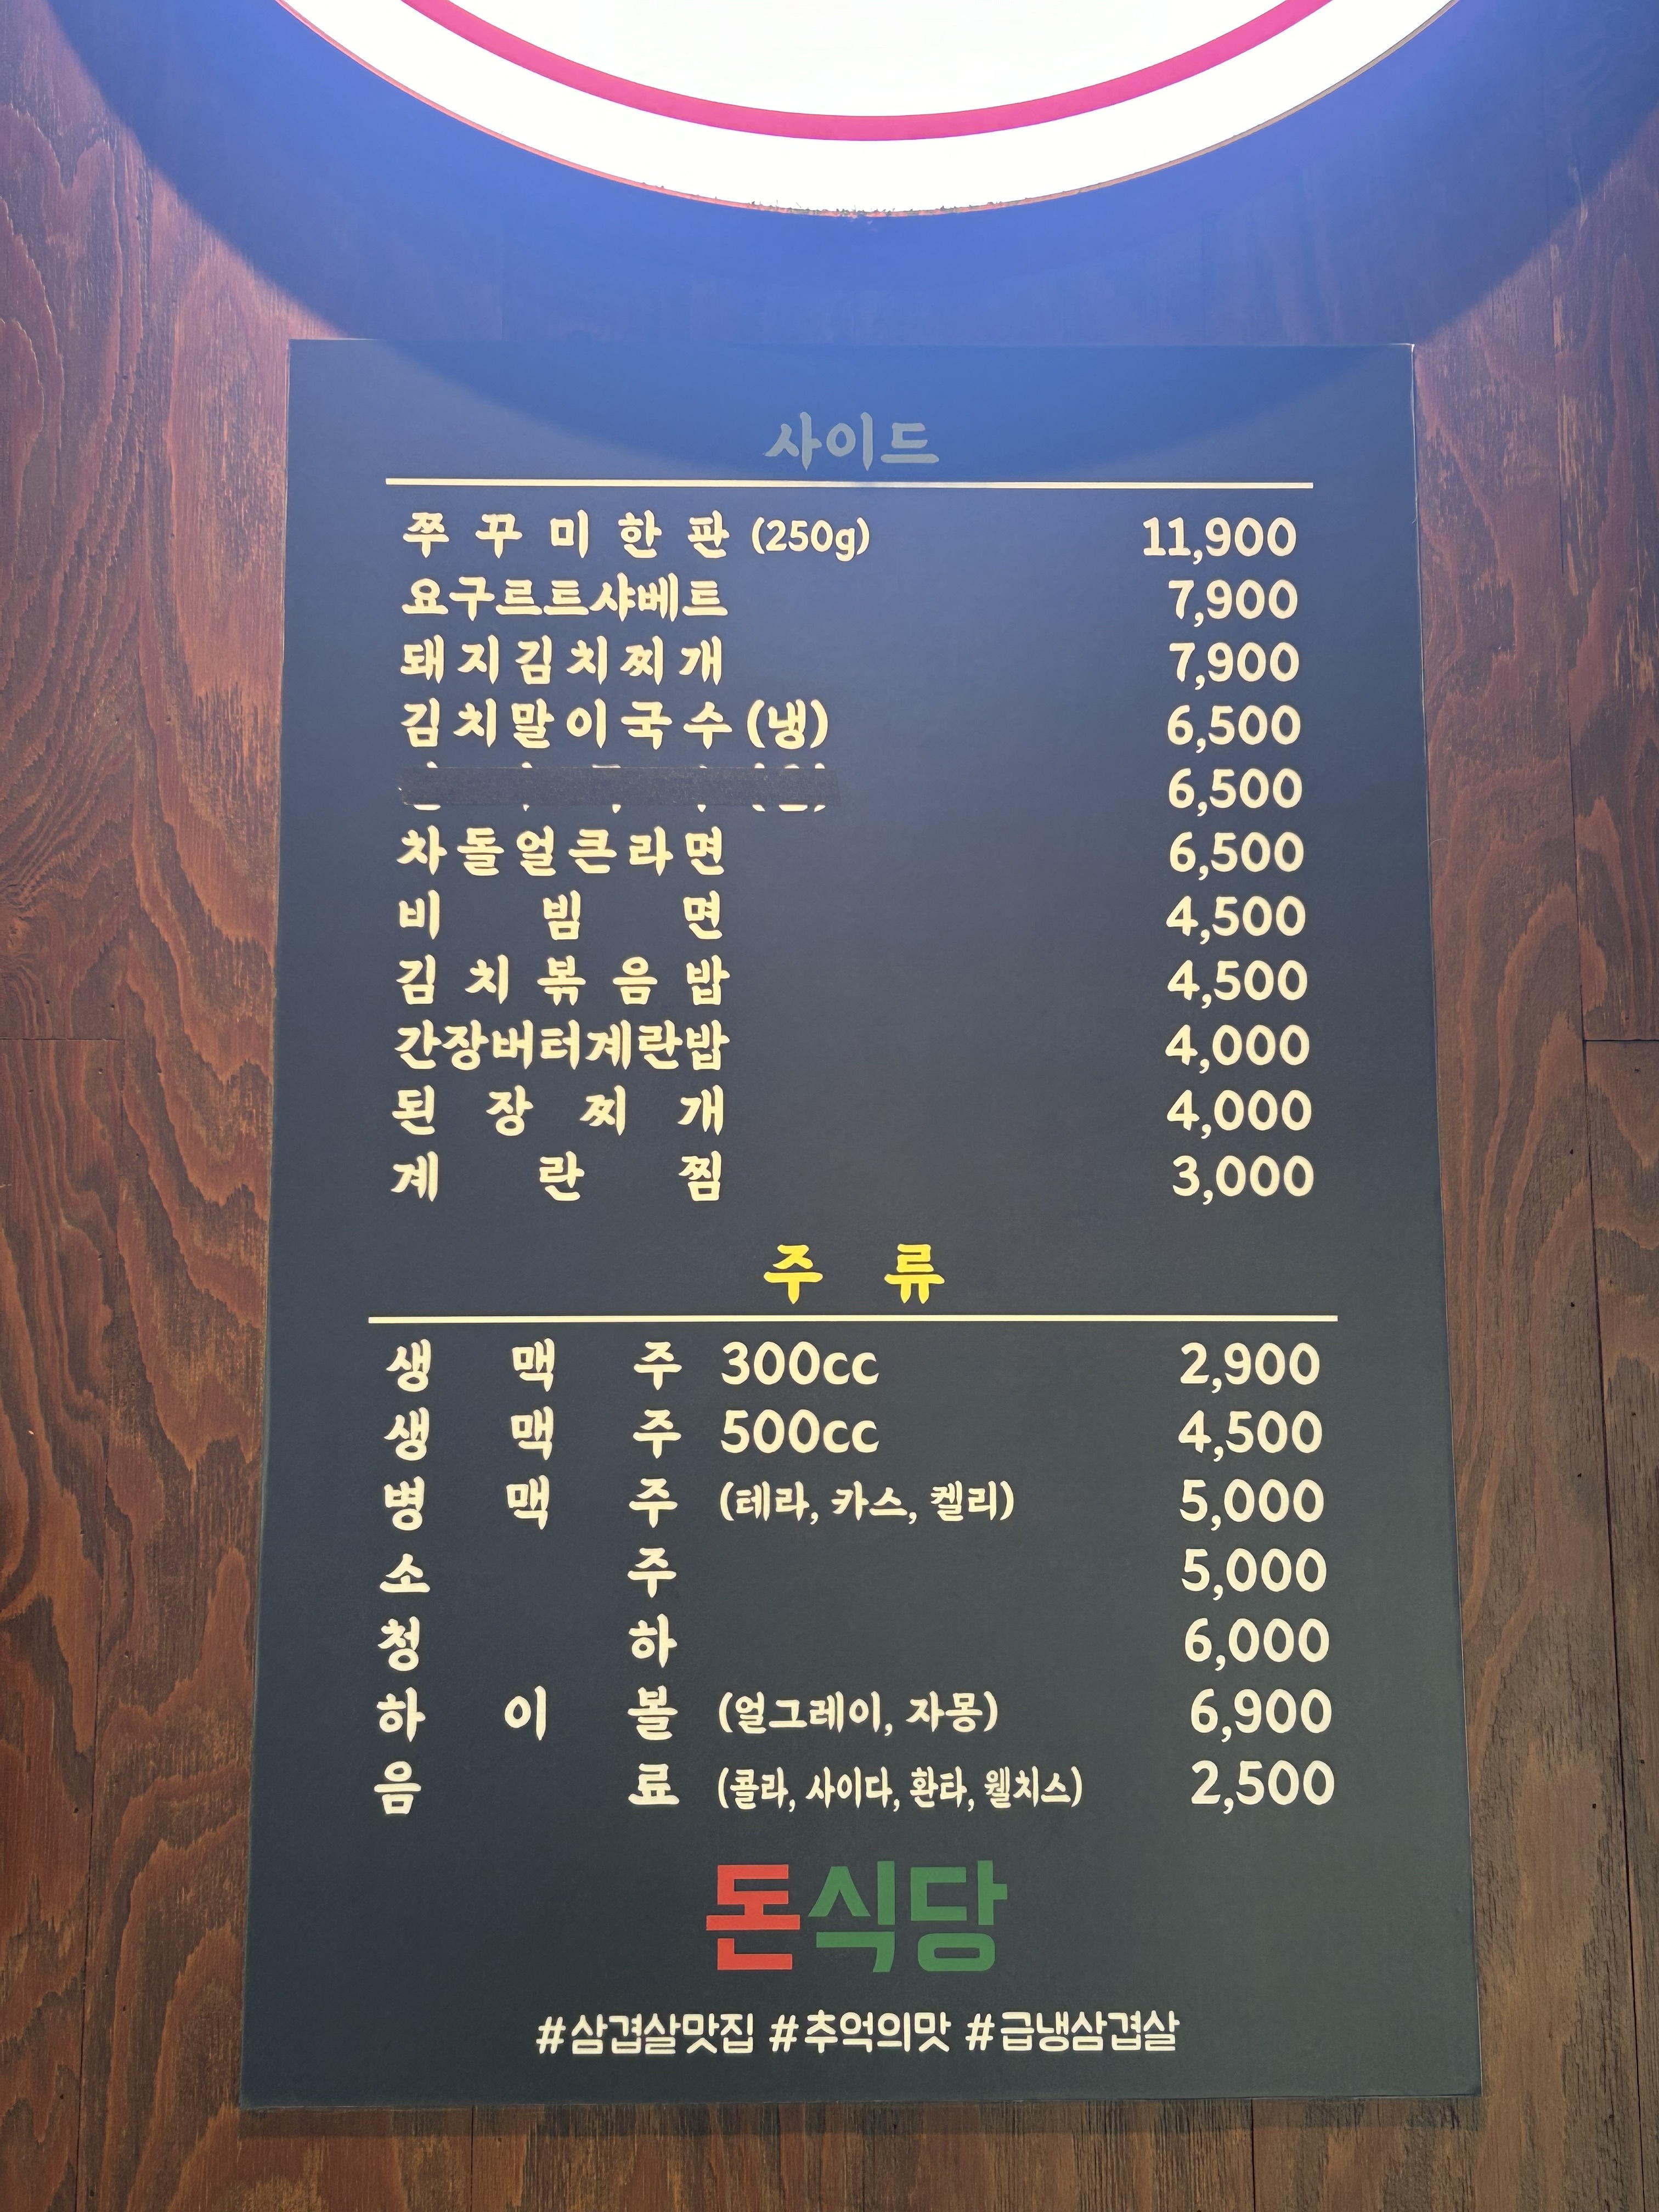 사이드
쭈꾸미한판 (250g) 11,900
요구르트샤베트 7,900
돼지김치찌개 7,900
김치말이국수 (냉) 6,500
6,500
차돌얼큰라면 6,500
비빔면 4,500
김치볶음밥 4,500
간장버터계란밥 4,000
된장찌개 4,000
계란찜 3,000
주류
생맥주 300cc 2,900
생맥주 500cc 4,500
병맥주 (테라, 카스, 켈리) 5,000
소주 5,000
청하 6,000
하이볼 (얼그레이, 자몽) 6,900
음료 (콜라, 사이다, 환타, 웰치스) 2,500
돈식당
#삼겹살맛집 #추억의맛 #급냉삼겹살